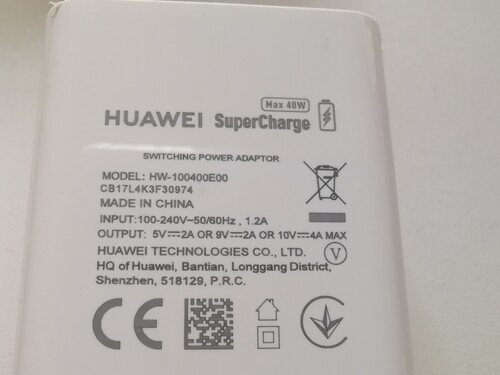 Max 40W
HUAWEI SuperCharge
SWITCHING POWER ADAPTOR
MODEL: HW-100400E00
CB17L4K3F30974
MADE IN CHINA
INPUT:100-240V~50/60Hz , 1.2A
OUTPUT: 5V⎓2A OR 9V⎓2A OR 10V⎓4A MAX
HUAWEI TECHNOLOGIES CO., LTD. V
HQ of Huawei, Bantian, Longgang District,
Shenzhen, 518129, P.R.C.
CE